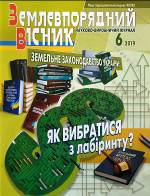 Землевпорядний
Вісник
НАУКОВО-ВИРОБНИЧИЙ ЖУРНАЛ
6
2019
ЗЕМЕЛЬНЕ ЗАКОНОДАВСТВО УКРАЇНИ
ЯК ВИБРАТИСЯ
з лабіринту?